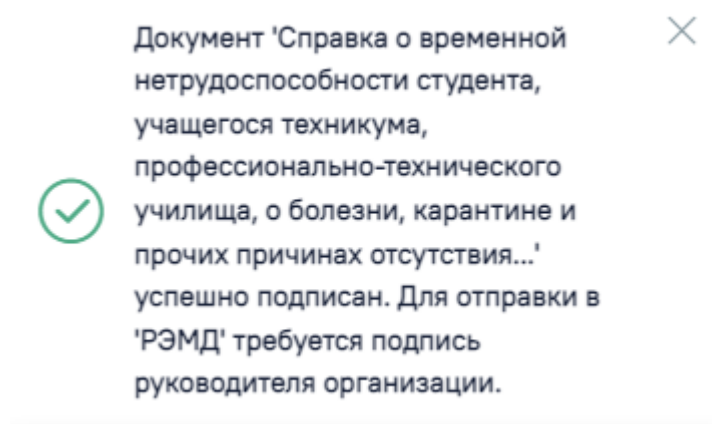 Документ 'Справка о временной
нетрудоспособности студента,
учащегося техникума,
профессионально-технического
училища, о болезни, карантине и
прочих причинах отсутствия...'
успешно подписан. Для отправки в
'РЭМД' требуется подпись
руководителя организации.